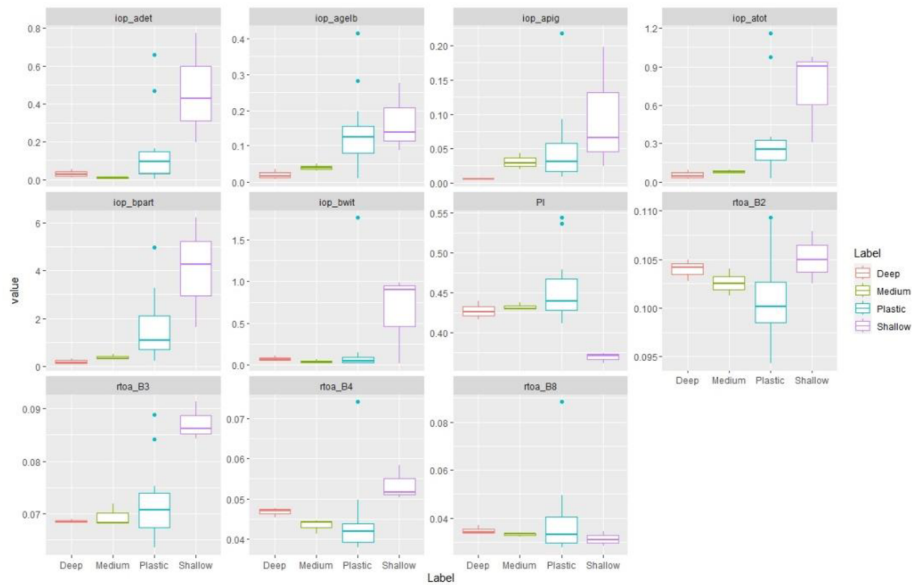 iop_adet iop_agelb iop_apig iop_atot
0.8 0.6 0.4 0.2 0.0
0.4 0.3 0.2 0.1 0.0
0.20 0.15 0.10 0.05 0.00
1.2 0.9 0.6 0.3 0.0
iop_bpart iop_bwit PI rtoa_B2
6 4 2 0
1.5 1.0 0.5 0.0
0.55 0.50 0.45 0.40
0.110 0.105 0.100 0.095
Deep Medium Plastic Shallow
rtoa_B3 rtoa_B4 rtoa_B8
0.09 0.08 0.07
0.07 0.06 0.05 0.04
0.08 0.06 0.04
Deep Medium Plastic Shallow
Deep Medium Plastic Shallow
Deep Medium Plastic Shallow
value
Label
Label
Deep
Medium
Plastic
Shallow